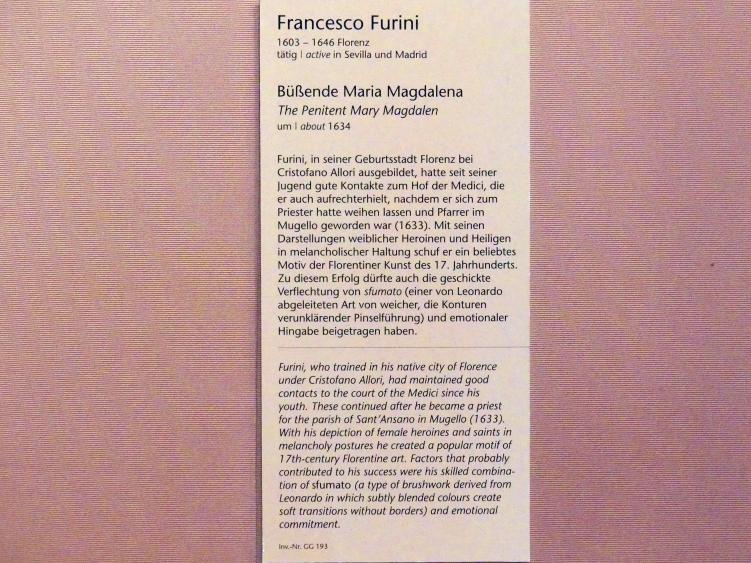 Francesco Furini
1603 – 1646 Florenz
tätig | active in Sevilla und Madrid
Büßende Maria Magdalena
The Penitent Mary Magdalen
um | about 1634
Furini, in seiner Geburtsstadt Florenz bei
Cristofano Allori ausgebildet, hatte seit seiner
Jugend gute Kontakte zum Hof der Medici, die
er auch aufrechterhielt, nachdem er sich zum
Priester hatte weihen lassen und Pfarrer im
Mugello geworden war (1633). Mit seinen
Darstellungen weiblicher Heroinen und Heiligen
in melancholischer Haltung schuf er ein beliebtes
Motiv der Florentiner Kunst des 17. Jahrhunderts.
Zu diesem Erfolg dürfte auch die geschickte
Verflechtung von sfumato (einer von Leonardo
abgeleiteten Art von weicher, die Konturen
verunklärender Pinselführung) und emotionaler
Hingabe beigetragen haben.
Furini, who trained in his native city of Florence
under Cristofano Allori, had maintained good
contacts to the court of the Medici since his
youth. These continued after he became a priest
for the parish of Sant'Ansano in Mugello (1633).
With his depiction of female heroines and saints in
melancholy postures he created a popular motif of
17th-century Florentine art. Factors that probably
contributed to his success were his skilled combina-
tion of sfumato (a type of brushwork derived from
Leonardo in which subtly blended colours create
soft transitions without borders) and emotional
commitment.
Inv.-Nr. GG 193